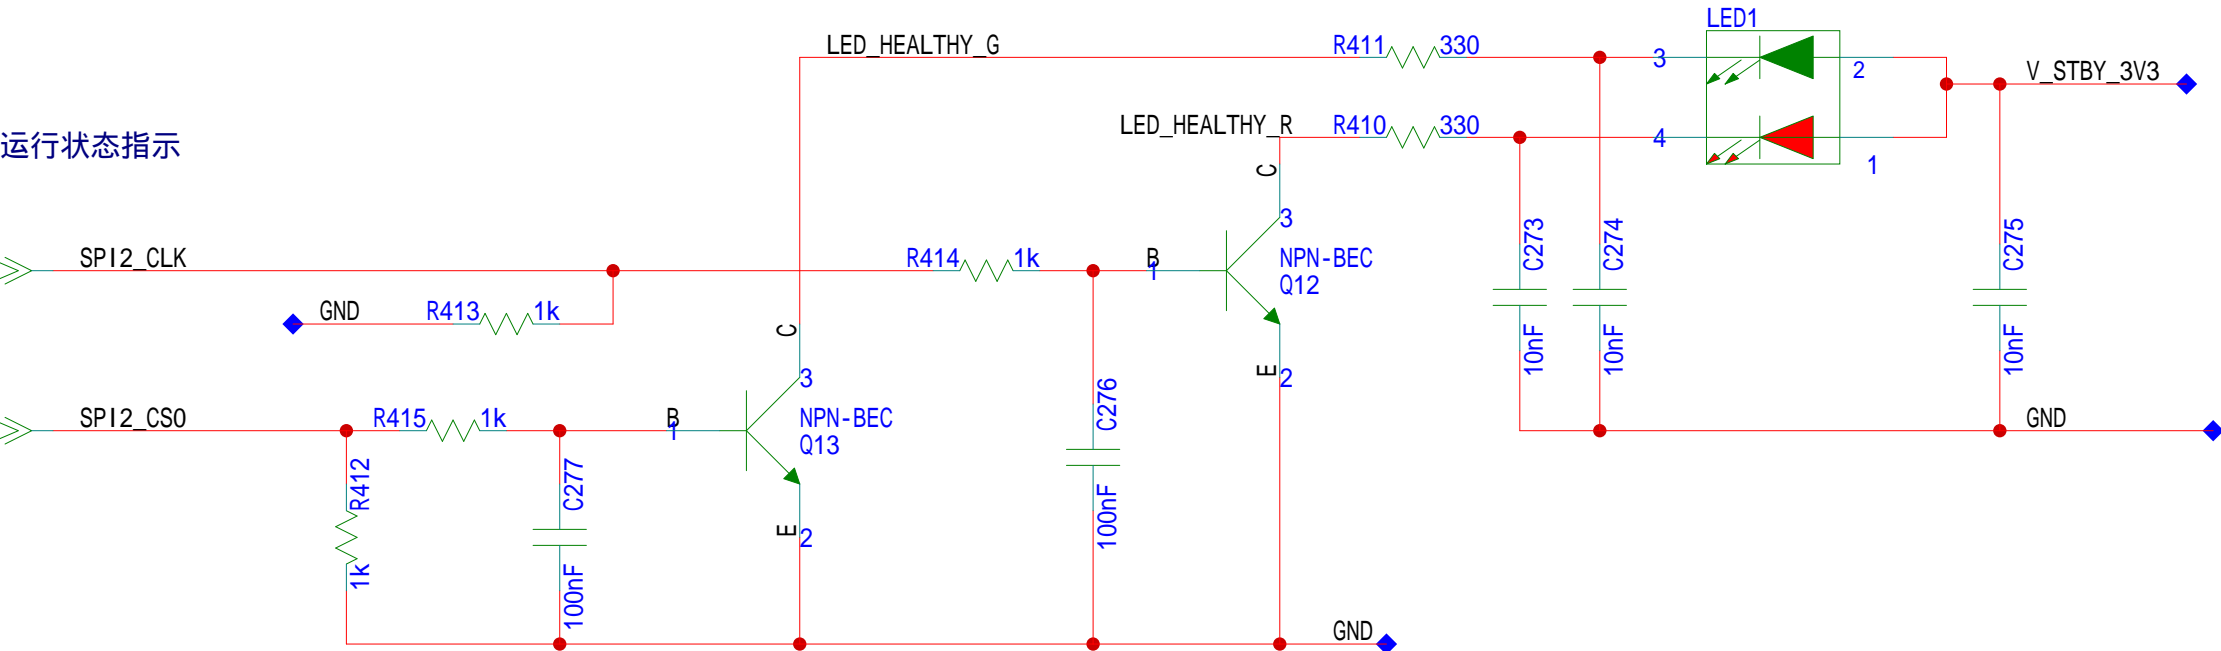 LED1
LED_HEALTHY_G
R411
330
3
2
V_STBY_3V3
运行状态指示
LED_HEALTHY_R
R410
330
4
1
C
3
SPI2_CLK
R414
1k
B
1
NPN-BEC
Q12
C273
C274
C275
GND
R413
1k
C
10nF
10nF
10nF
E
2
3
SPI2_CS0
R415
1k
B
1
NPN-BEC
Q13
C276
GND
R412
C277
100nF
E
2
1k
100nF
GND